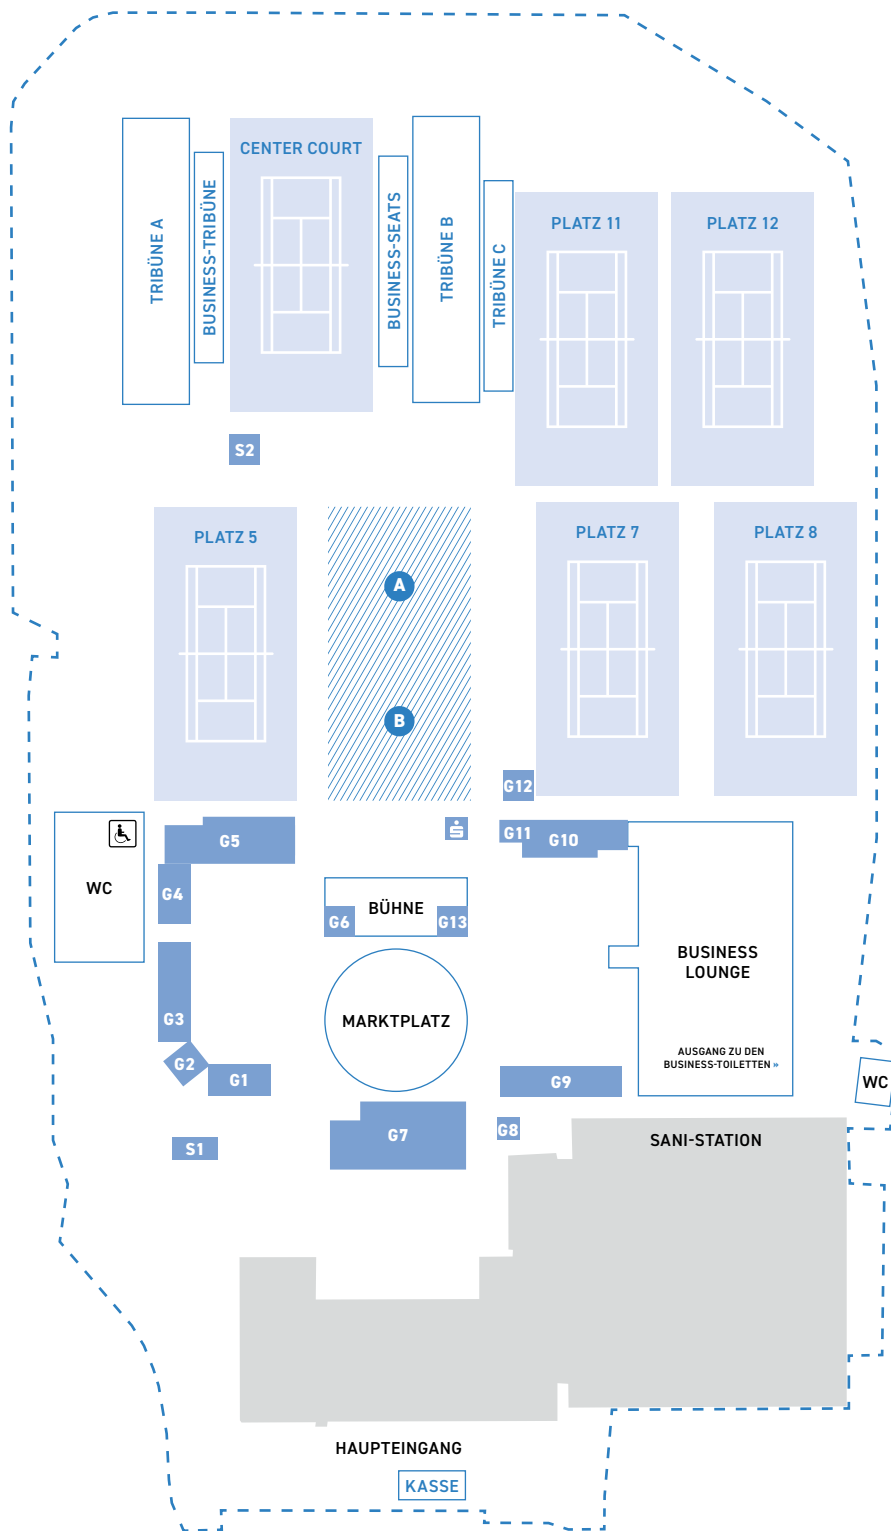 CENTER COURT
TRIBÜNE A
BUSINESS-TRIBÜNE
BUSINESS-SEATS
TRIBÜNE B
TRIBÜNE C
PLATZ 11
PLATZ 12
S2
PLATZ 5
A
B
PLATZ 7
PLATZ 8
G12
G5
G11
G10
WC
G4
BÜHNE
G6
G13
BUSINESS
LOUNGE
G3
MARKTPLATZ
AUSGANG ZU DEN
BUSINESS-TOILETTEN »
G2
G1
G9
WC
G7
G8
S1
SANI-STATION
HAUPTEINGANG
KASSE